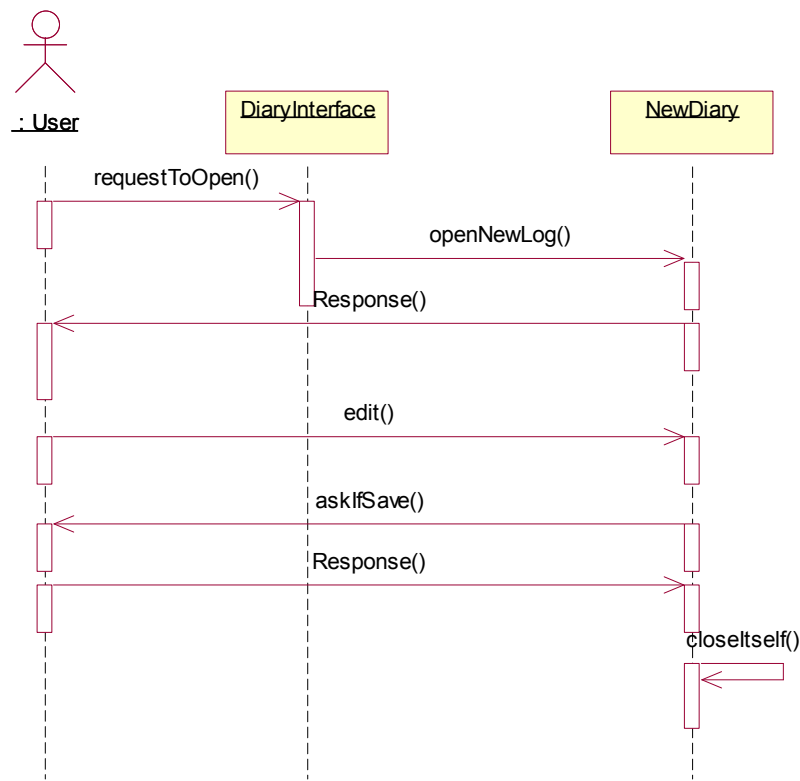 : User
DiaryInterface
NewDiary
requestToOpen()
openNewLog()
Response()
edit()
askIfSave()
Response()
closeItself()